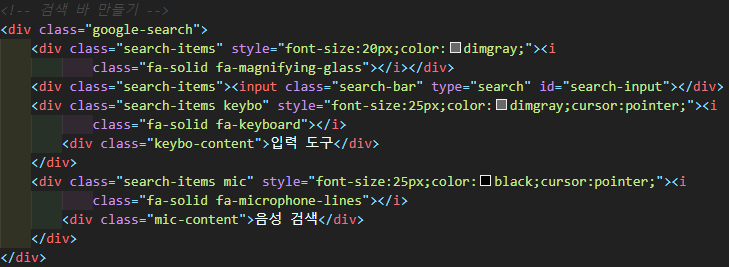 <!-- 검색 바 만들기 -->
<div class="google-search">
<div class="search-items" style="font-size:20px;color:dimgray;"><i
class="fa-solid fa-magnifying-glass"></i></div>
<div class="search-items"><input class="search-bar" type="search" id="search-input"></div>
<div class="search-items keybo" style="font-size:25px;color:dimgray;cursor:pointer;"><i
class="fa-solid fa-keyboard"></i>
<div class="keybo-content">입력 도구</div>
</div>
<div class="search-items mic" style="font-size:25px;color:black;cursor:pointer;"><i
class="fa-solid fa-microphone-lines"></i>
<div class="mic-content">음성 검색</div>
</div>
</div>